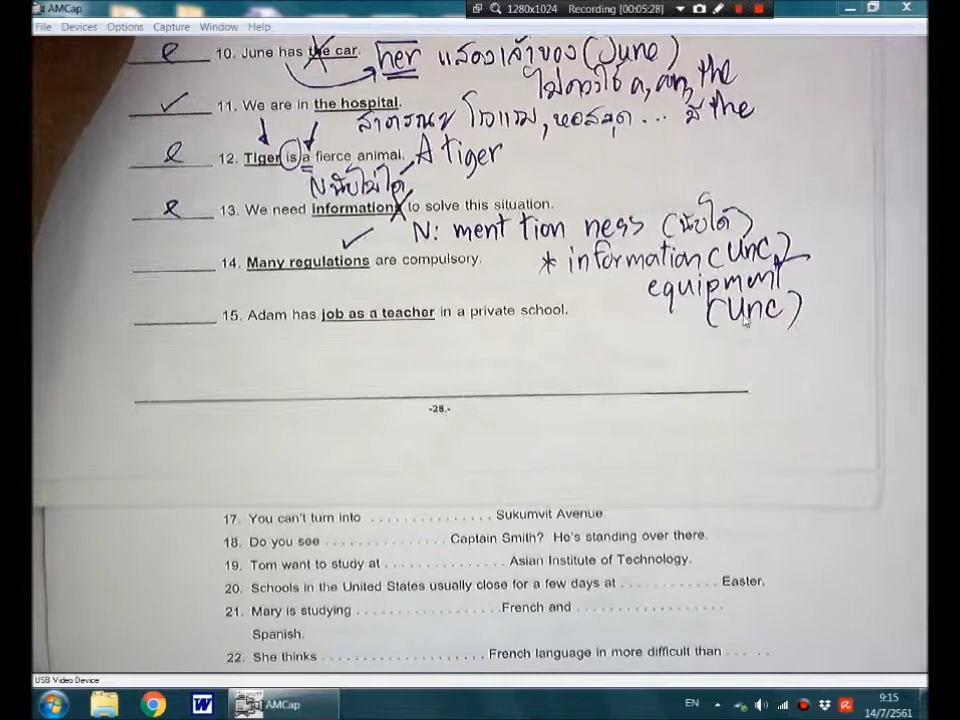 AMCap
1280x1024 Recording [00:05:28]
File Devices Options Capture Window Help
e 10. June has the car. her แสดงเจ้าของ (June)
ไม่ควรใช้ a, an, the
✓ 11. We are in the hospital.
สาธารณะ โรงแรม, หอสมุด... มี the
e 12. Tiger is a fierce animal. A tiger
N นับไม่ได้
e 13. We need informations to solve this situation.
N: ment tion ness (นับได้)
✓
14. Many regulations are compulsory. * information (Unc)
equipment
(Unc)
15. Adam has job as a teacher in a private school.
-28.-
17. You can't turn into . . . . . . . . . . . . . . . Sukumvit Avenue.
18. Do you see . . . . . . . . . . . . . . . Captain Smith? He's standing over there.
19. Tom want to study at . . . . . . . . . . . . . . . Asian Institute of Technology.
20. Schools in the United States usually close for a few days at . . . . . . . . . . . . Easter.
21. Mary is studying . . . . . . . . . . . . . . . . . . French and . . . . . . . . . . . . . . . . . .
Spanish.
22. She thinks . . . . . . . . . . . . . . . . . . . . French language in more difficult than . . . . .
USB Video Device
AMCap
EN
9:15
14/7/2561